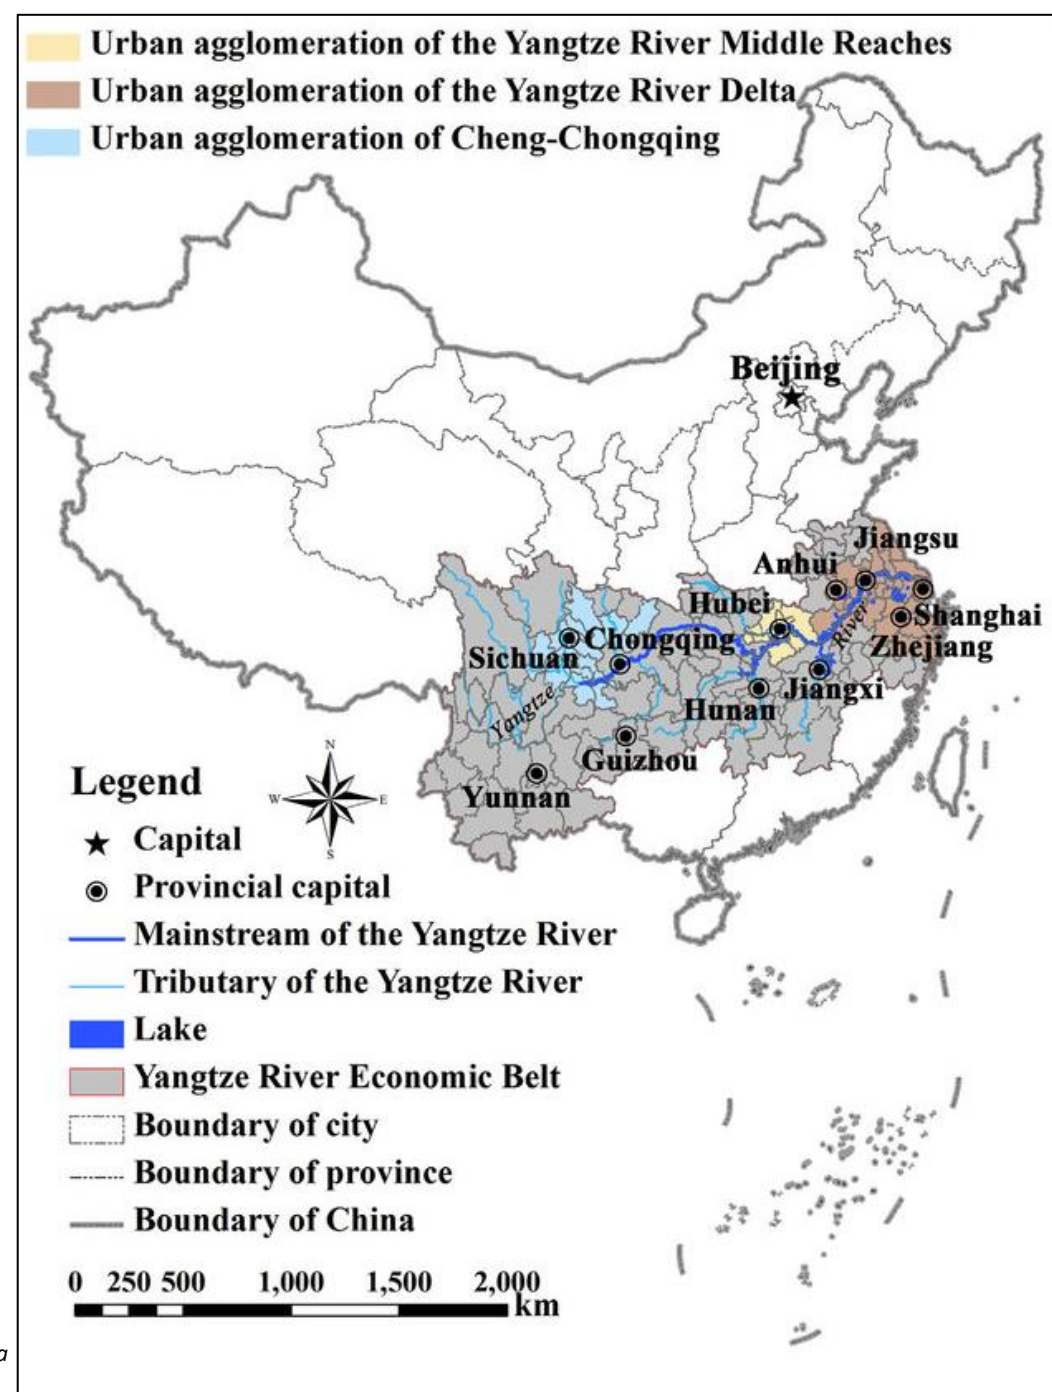 Urban agglomeration of the Yangtze River Middle Reaches
Urban agglomeration of the Yangtze River Delta
Urban agglomeration of Cheng-Chongqing
Beijing
Jiangsu
Anhui
Hubei
Shanghai
River
Chongqing
Zhejiang
Sichuan
Jiangxi
Yangtze
Hunan
Guizhou
Yunnan
Legend
N
W
E
S
Capital
Provincial capital
Mainstream of the Yangtze River
Tributary of the Yangtze River
Lake
Yangtze River Economic Belt
Boundary of city
Boundary of province
Boundary of China
0 250 500 1,000 1,500 2,000
km
a